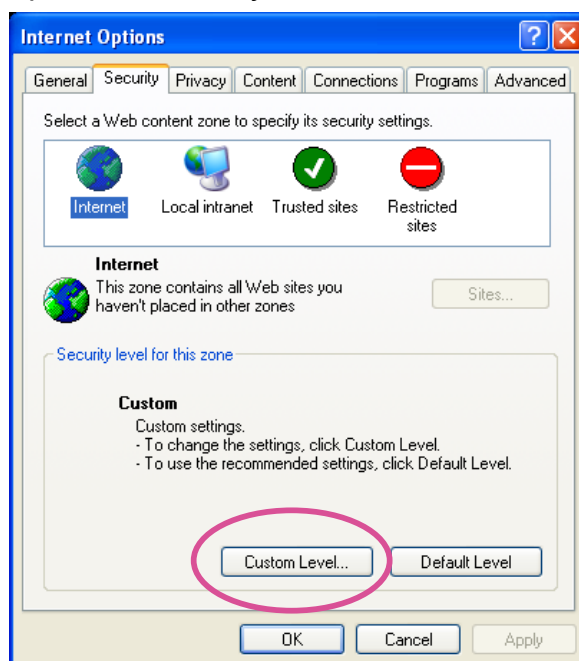 Internet Options
General Security Privacy Content Connections Programs Advanced
Select a Web content zone to specify its security settings.
Internet Local intranet Trusted sites Restricted
sites
Internet
This zone contains all Web sites you
haven't placed in other zones
Sites...
Security level for this zone
Custom
Custom settings.
- To change the settings, click Custom Level.
- To use the recommended settings, click Default Level.
Custom Level... Default Level
OK Cancel Apply